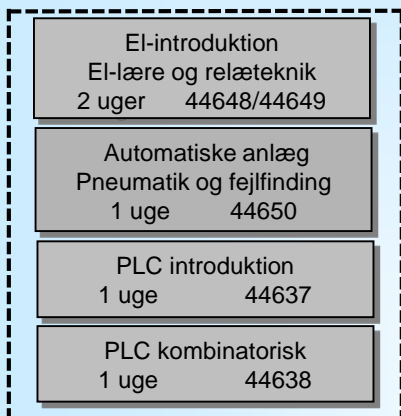 El-introduktion
El-lære og relæteknik
2 uger 44648/44649
Automatiske anlæg
Pneumatik og fejlfinding
1 uge 44650
PLC introduktion
1 uge 44637
PLC kombinatorisk
1 uge 44638